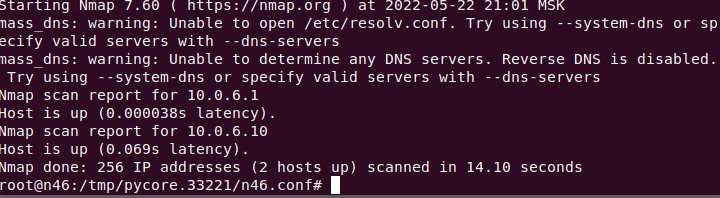 Starting Nmap 7.60 ( https://nmap.org ) at 2022-05-22 21:01 MSK
mass_dns: warning: Unable to open /etc/resolv.conf. Try using --system-dns or sp
ecify valid servers with --dns-servers
mass_dns: warning: Unable to determine any DNS servers. Reverse DNS is disabled.
 Try using --system-dns or specify valid servers with --dns-servers
Nmap scan report for 10.0.6.1
Host is up (0.000038s latency).
Nmap scan report for 10.0.6.10
Host is up (0.069s latency).
Nmap done: 256 IP addresses (2 hosts up) scanned in 14.10 seconds
root@n46:/tmp/pycore.33221/n46.conf#